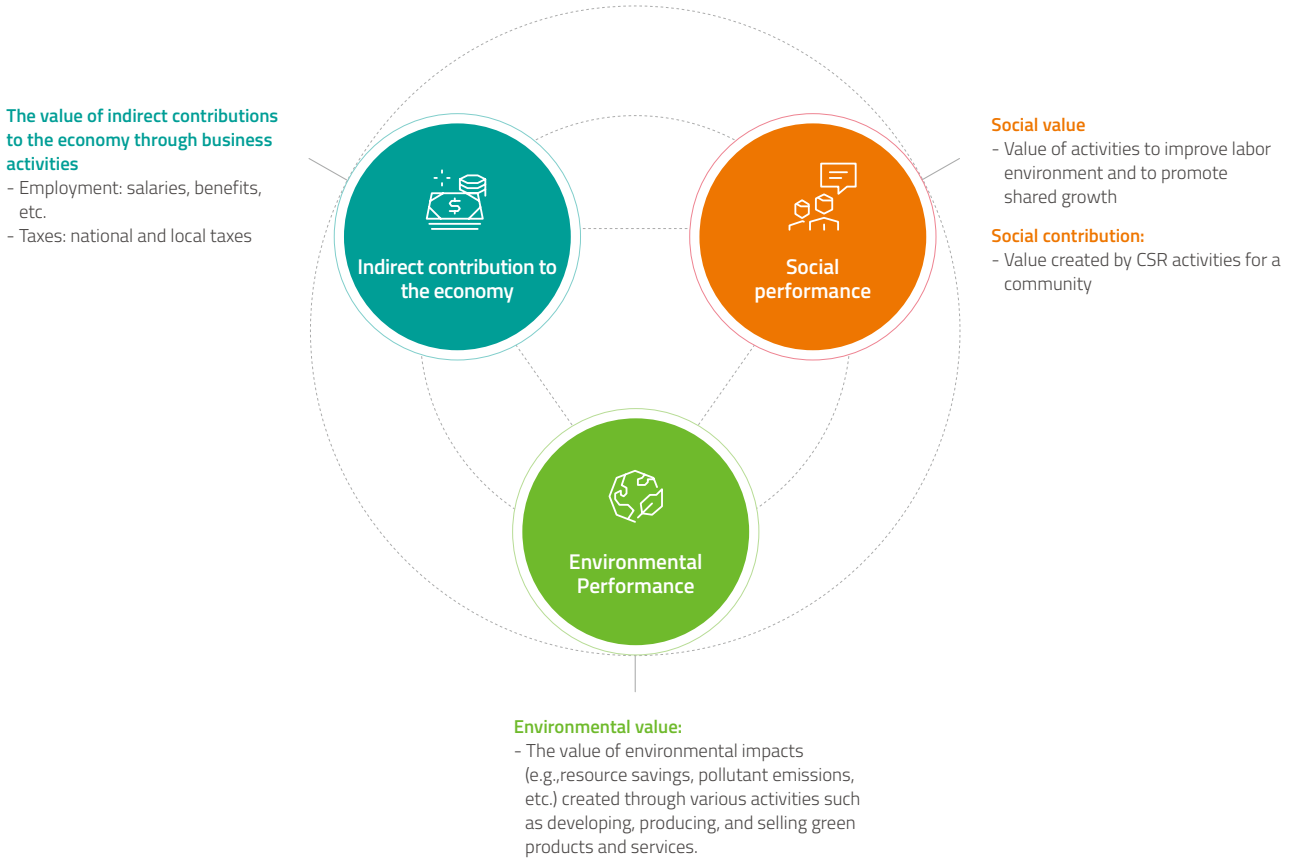 The value of indirect contributions
to the economy through business
activities
- Employment: salaries, benefits,
etc.
- Taxes: national and local taxes
$
Indirect contribution to
the economy
Social
performance
Social value
- Value of activities to improve labor
environment and to promote
shared growth
Social contribution:
- Value created by CSR activities for a
community
Environmental
Performance
Environmental value:
- The value of environmental impacts
(e.g.,resource savings, pollutant emissions,
etc.) created through various activities such
as developing, producing, and selling green
products and services.